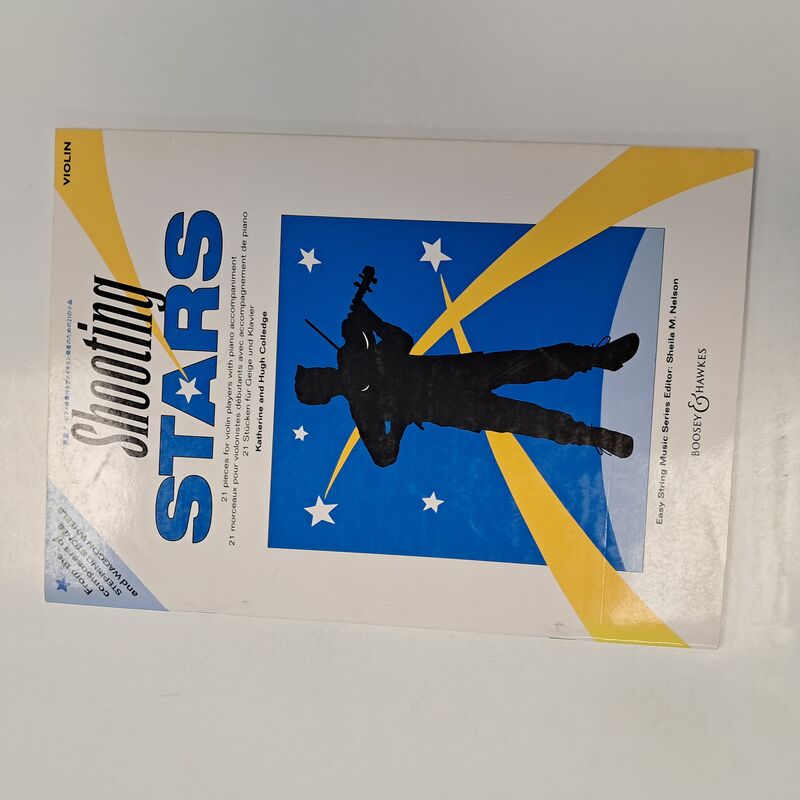 From the
composers of
STEPPING STONES
and WAGGON WHEELS
VIOLIN
Shooting
STARS
21 pieces for violin players with piano accompaniment
21 morceaux pour violonistes débutants avec accompagnement de piano
21 Stücken für Geige und Klavier
Katherine and Hugh Colledge
Easy String Music Series Editor: Sheila M. Nelson
BOOSEY & HAWKES